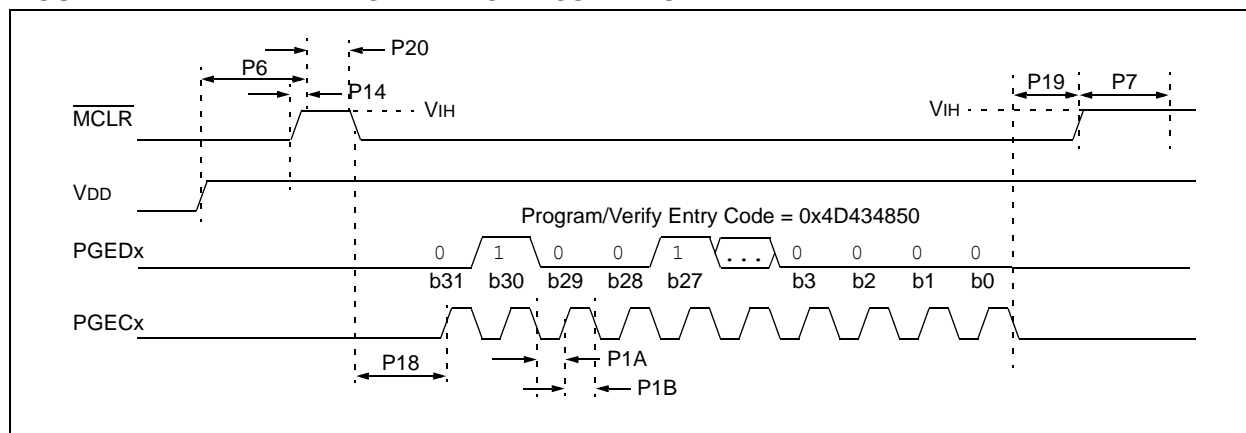 P20
P6
P14
P19 P7
MCLR
VIH
VIH
VDD
Program/Verify Entry Code = 0x4D434850
PGEDx
0 1 0 0 1 ... 0 0 0 0
b31 b30 b29 b28 b27 b3 b2 b1 b0
PGECx
P18
P1A
P1B